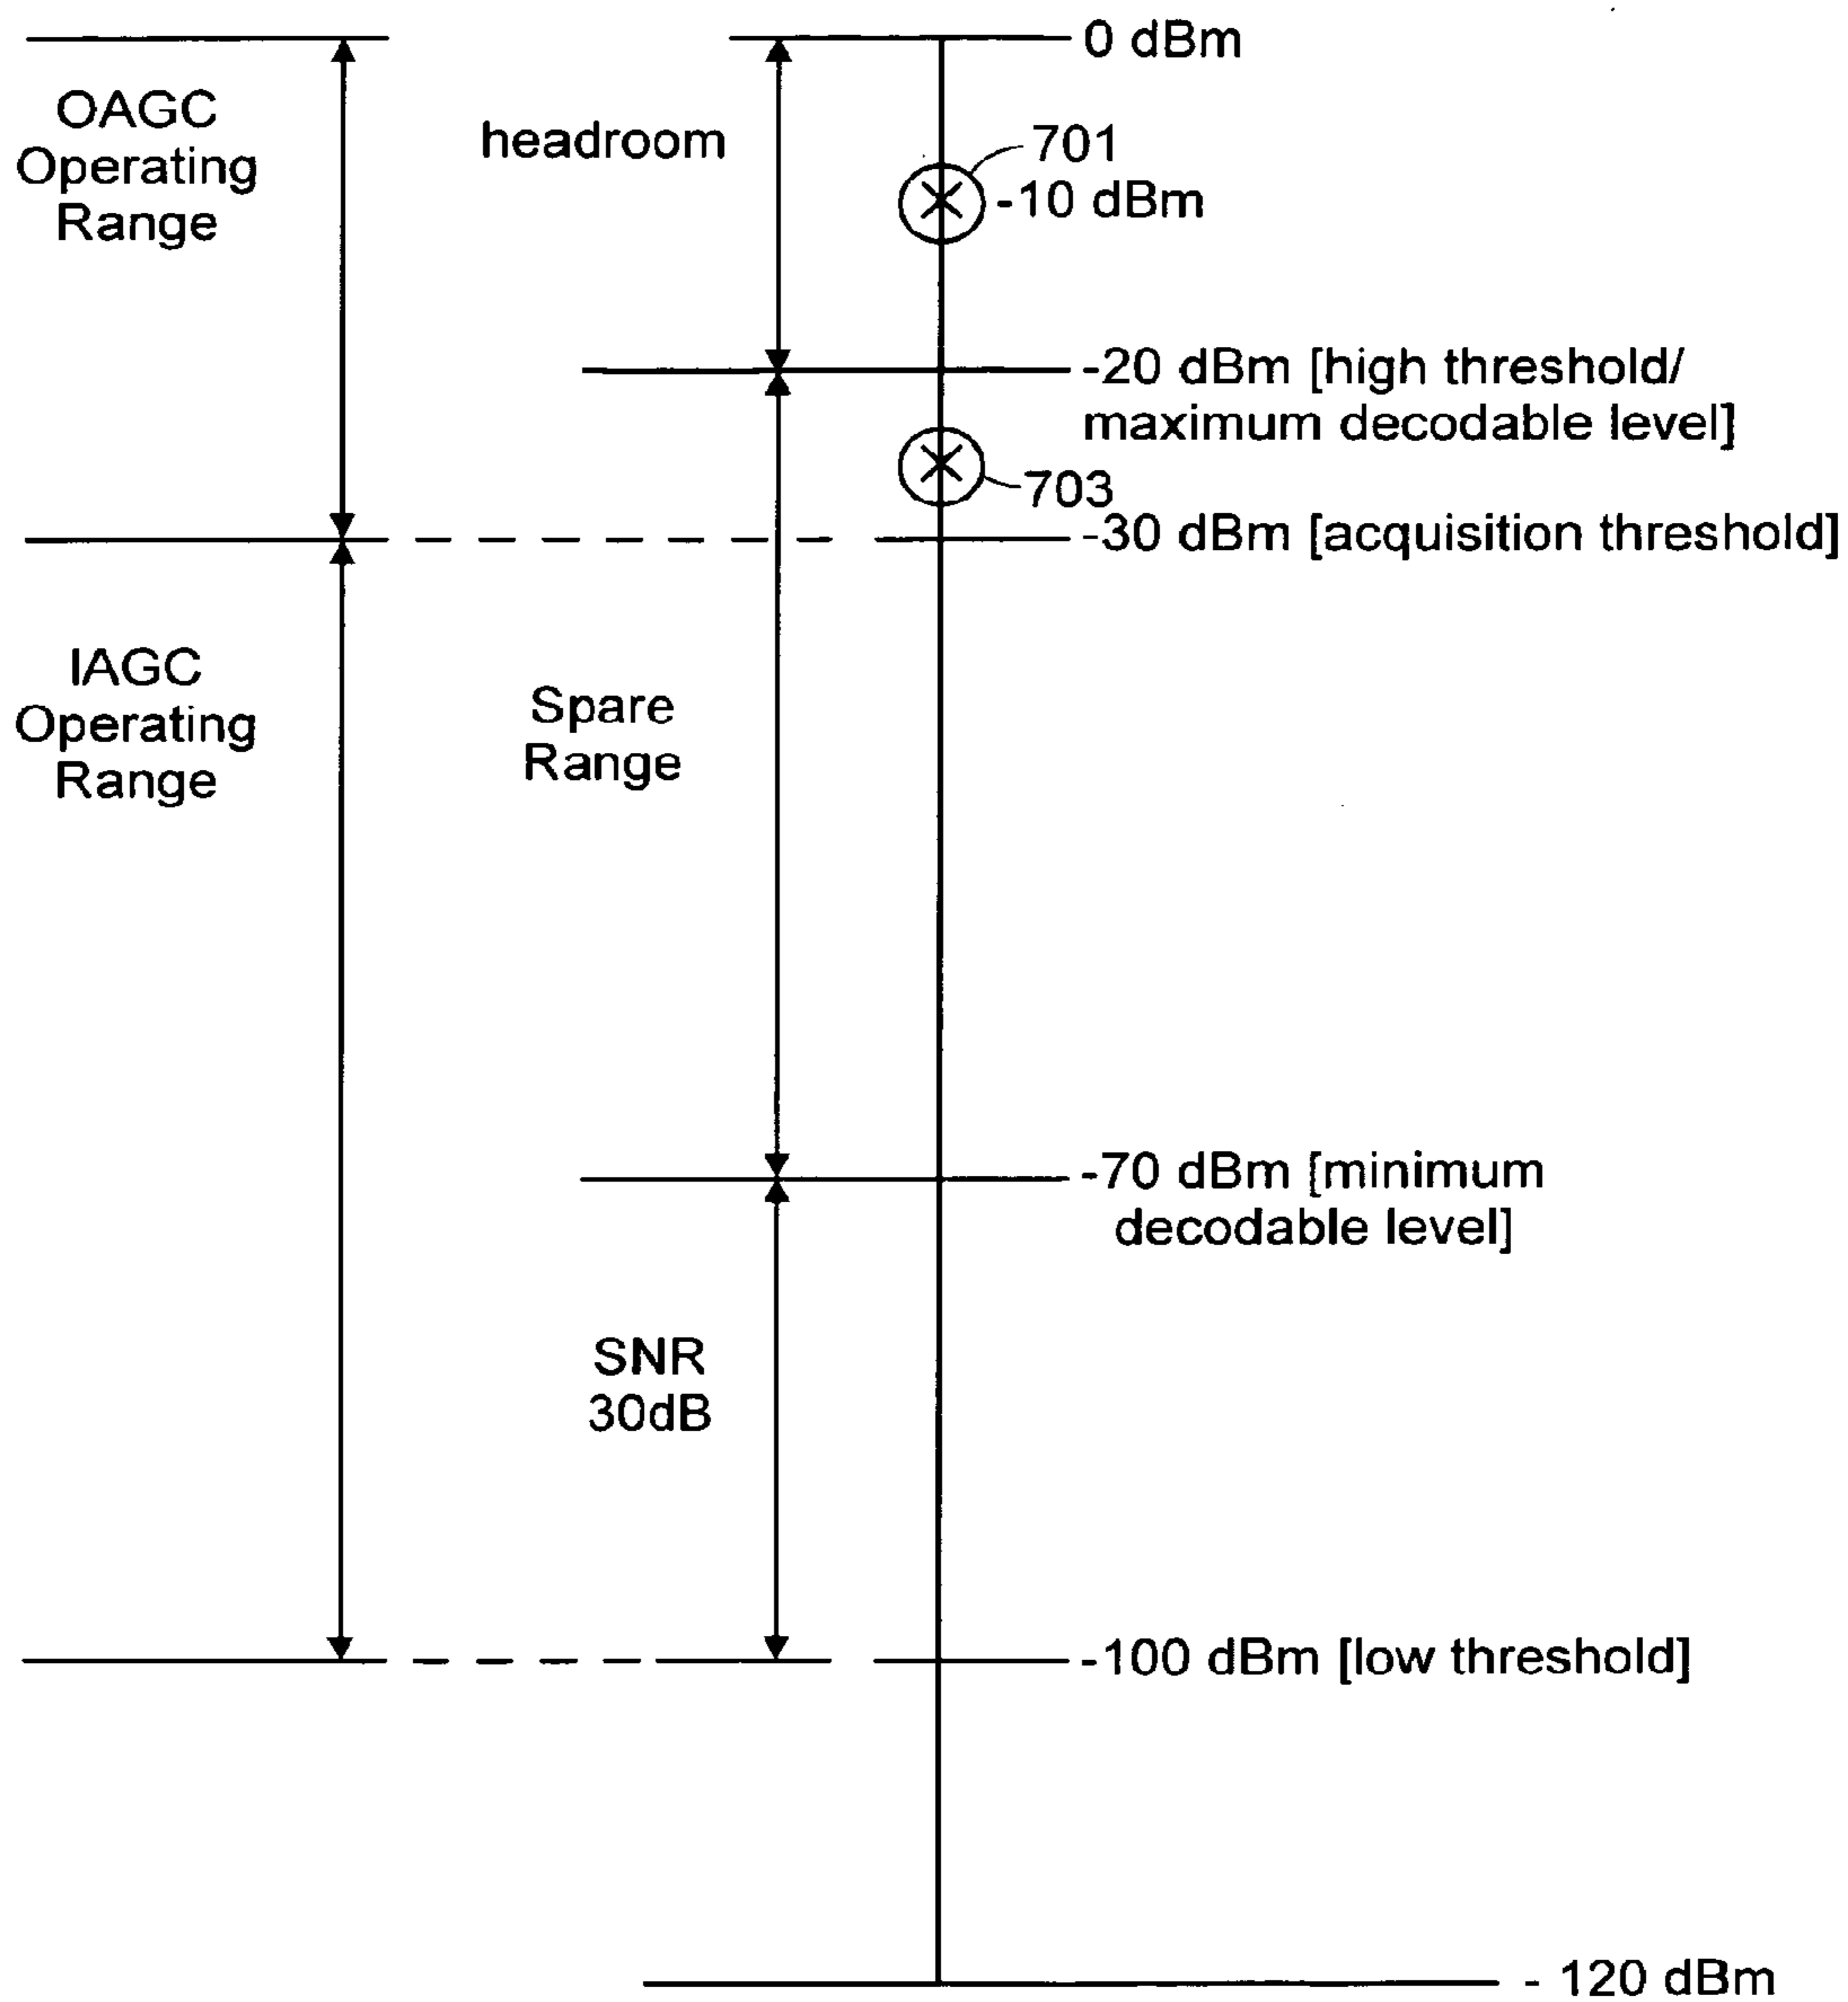 0 dBm
OAGC
Operating
Range
headroom
701
-10 dBm
-20 dBm [high threshold/
maximum decodable level]
703
-30 dBm [acquisition threshold]
IAGC
Operating
Range
Spare
Range
-70 dBm [minimum
decodable level]
SNR
30dB
-100 dBm [low threshold]
- 120 dBm